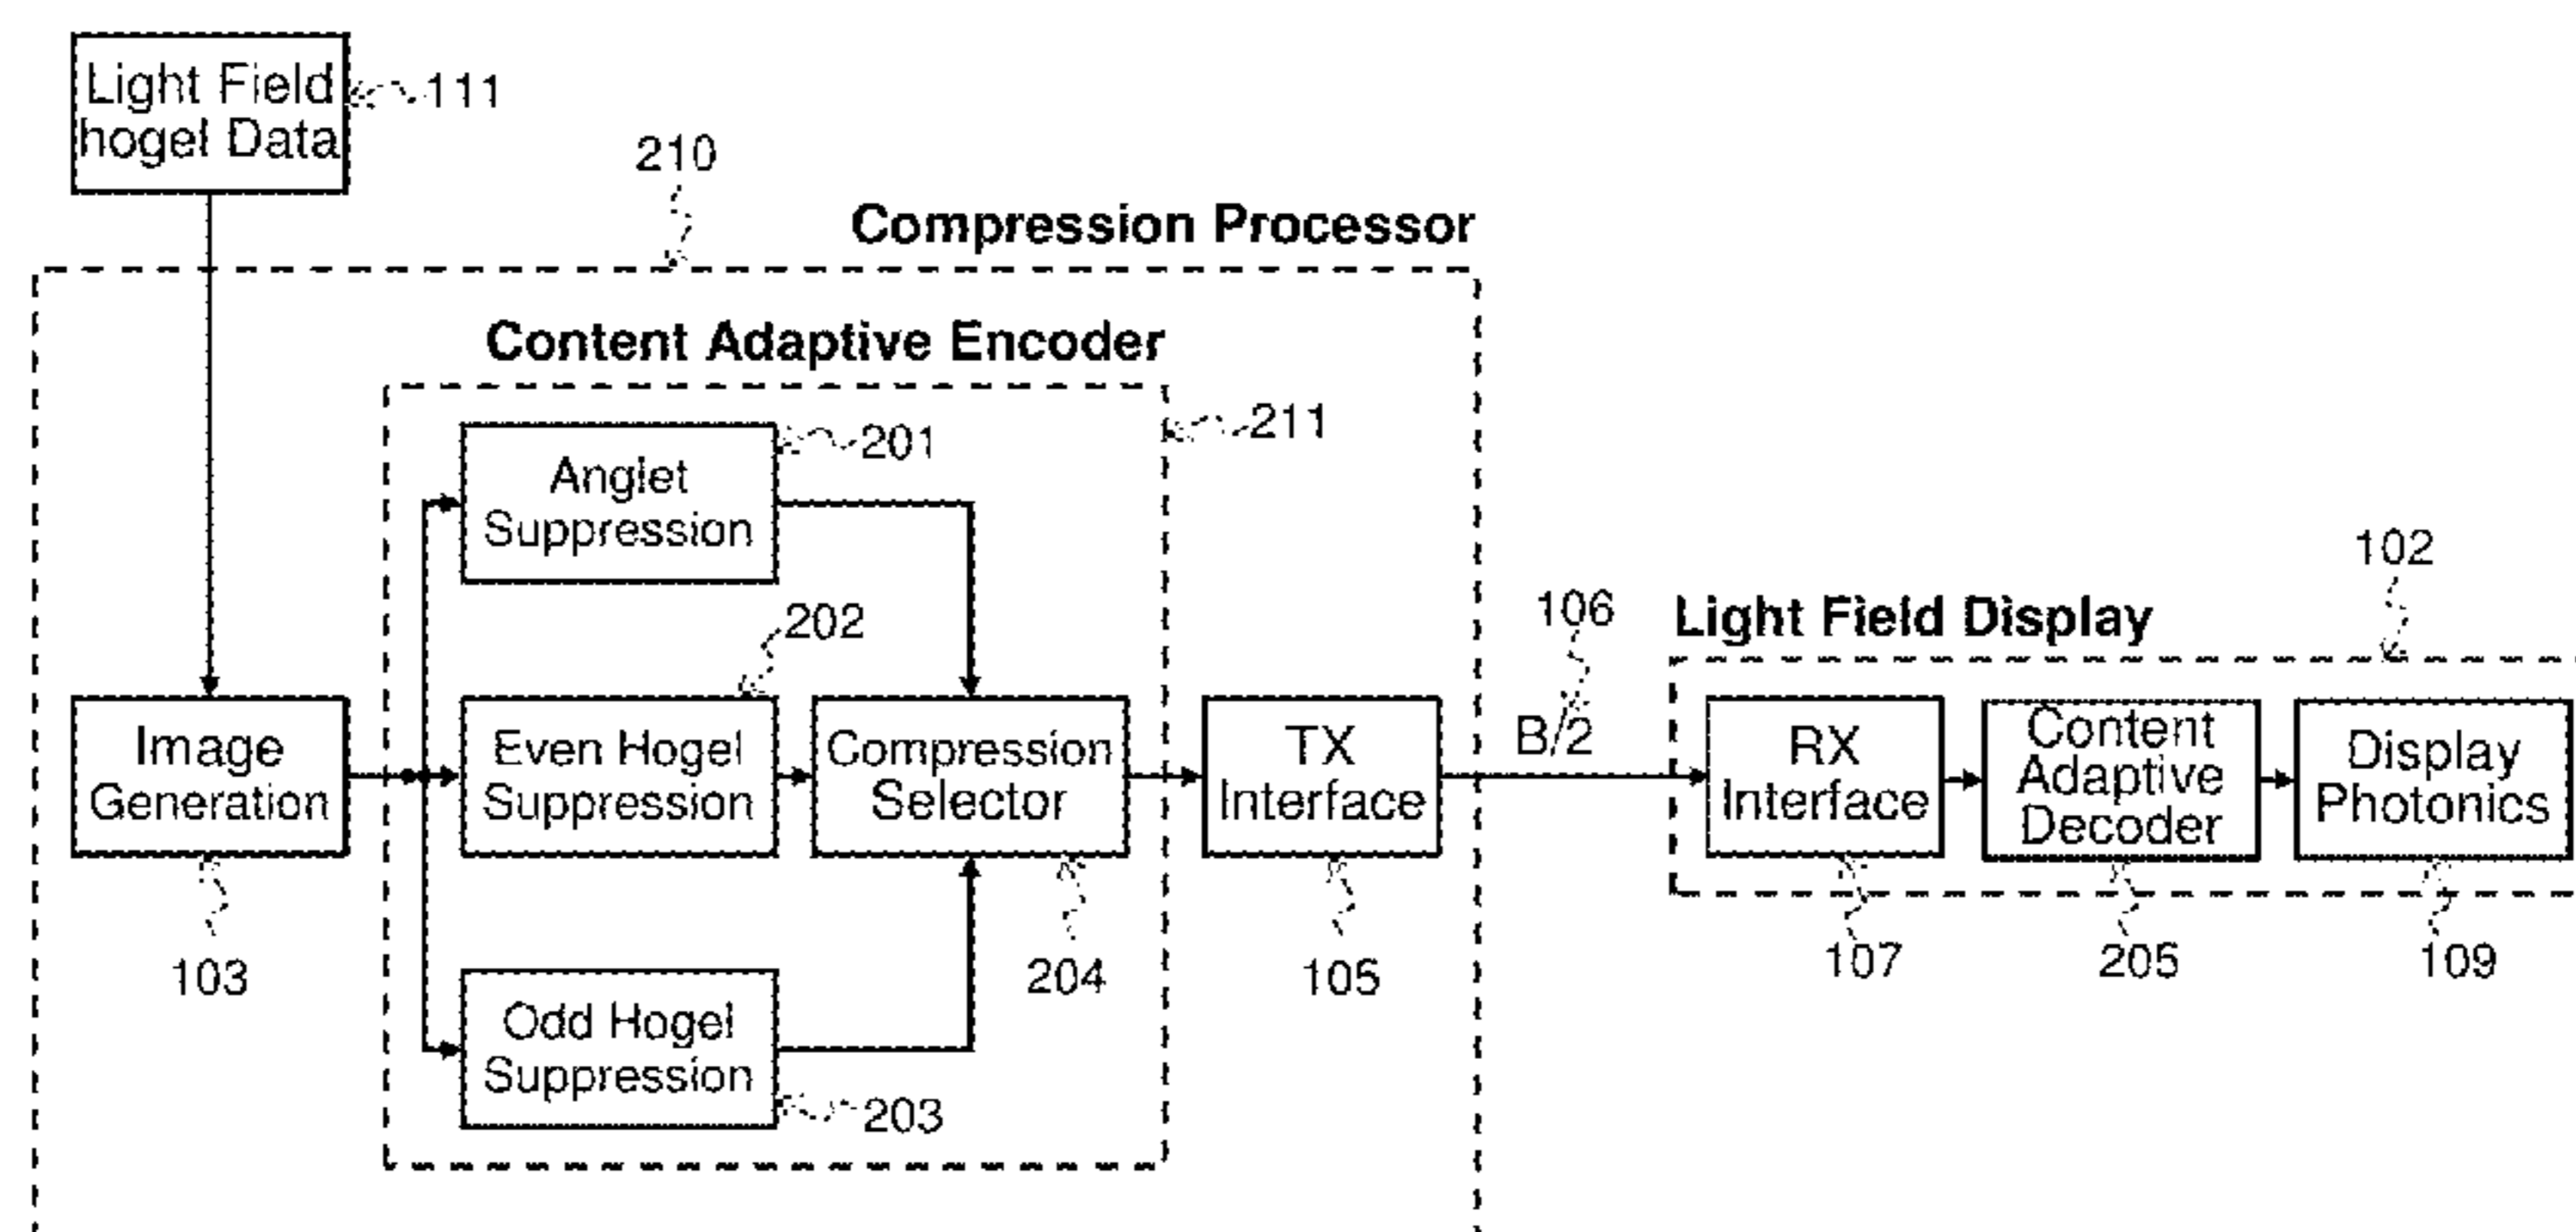 Light Field
hogel Data
111
210
Compression Processor
Content Adaptive Encoder
211
Anglet
Suppression
201
202
Even Hogel
Suppression
Compression
Selector
204
Odd Hogel
Suppression
203
Image
Generation
103
TX
Interface
105
106
B/2
Light Field Display
102
RX
Interface
107
Content
Adaptive
Decoder
205
Display
Photonics
109